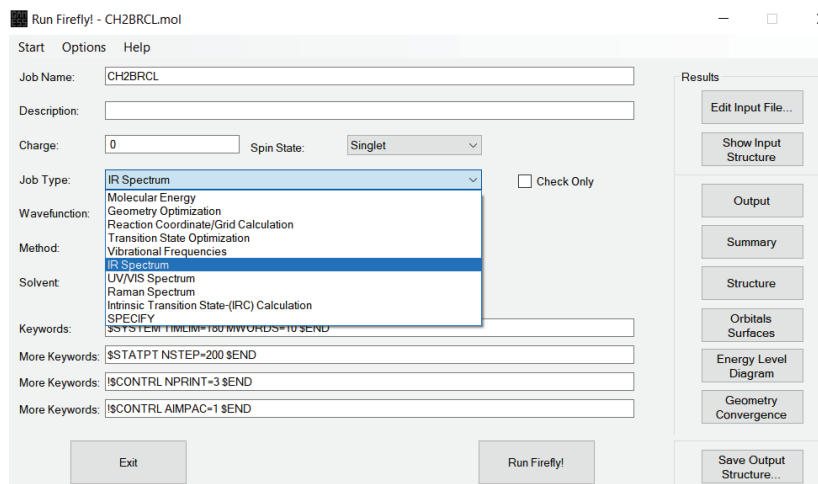 Run Firefly! - CH2BRCL.mol
Start Options Help
Job Name: CH2BRCL
Description:
Charge: 0 Spin State: Singlet
Job Type: IR Spectrum Check Only
Molecular Energy
Geometry Optimization
Reaction Coordinate/Grid Calculation
Transition State Optimization
Vibrational Frequencies
IR Spectrum
UV/VIS Spectrum
Raman Spectrum
Intrinsic Transition State-(IRC) Calculation
SPECIFY
Wavefunction:
Method:
Solvent:
Keywords: $SYSTEM TIMLIM=180 MWORDS=10 $END
More Keywords: $STATPT NSTEP=200 $END
More Keywords: !$CONTRL NPRINT=3 $END
More Keywords: !$CONTRL AIMPAC=1 $END
Exit
Run Firefly!
Results
Edit Input File...
Show Input
Structure
Output
Summary
Structure
Orbitals
Surfaces
Energy Level
Diagram
Geometry
Convergence
Save Output
Structure...